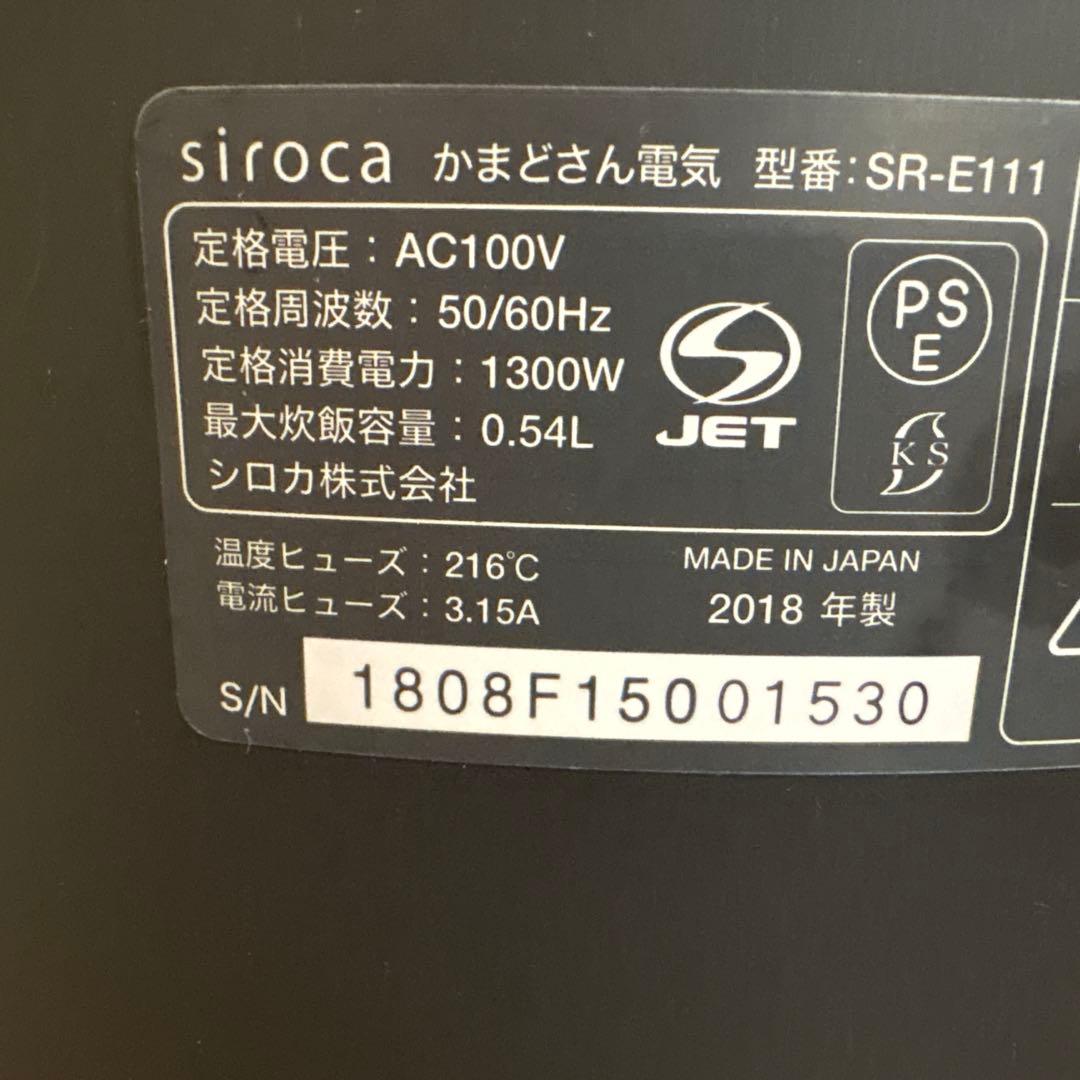 siroca かまどさん電気 型番:SR-E111
定格電圧:AC100V
定格周波数:50/60Hz
定格消費電力:1300W
最大炊飯容量:0.54L
シロカ株式会社
JET
PS
E
KS
温度ヒューズ:216℃
電流ヒューズ:3.15A
MADE IN JAPAN
2018 年製
S/N 1808F15001530